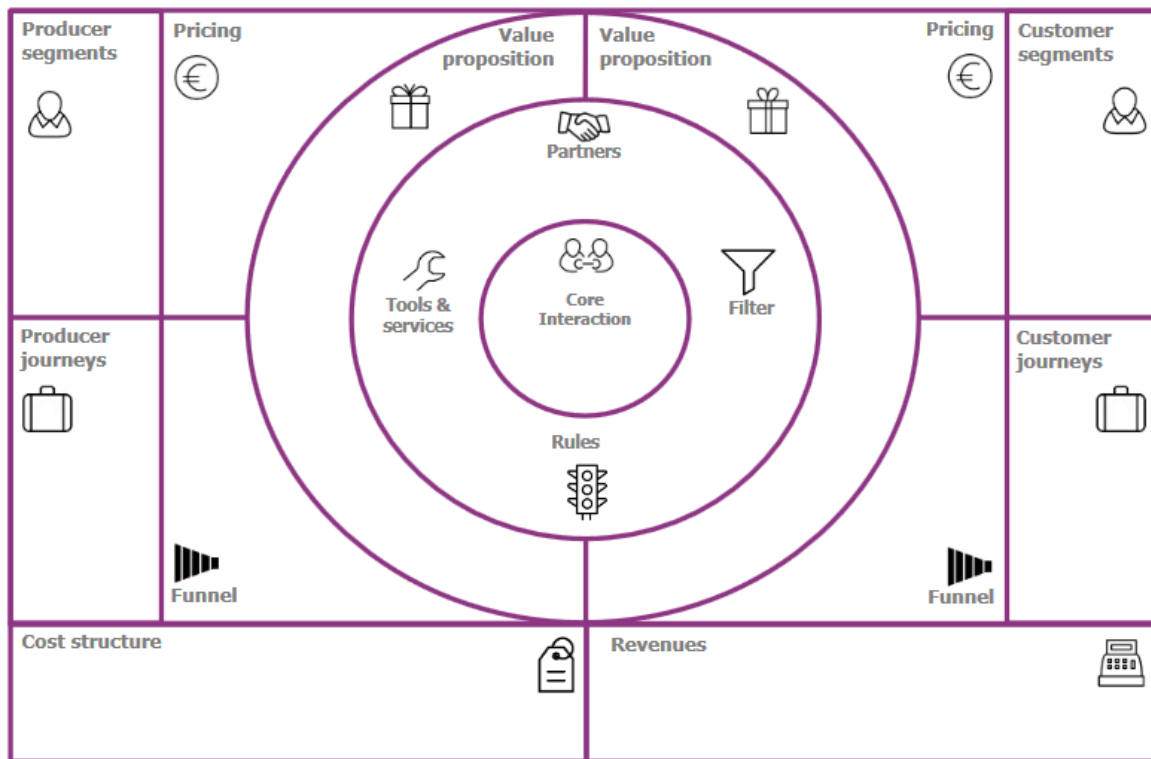 Producer
segments
Pricing
Value
proposition
Value
proposition
Pricing
Customer
segments
Partners
Tools &
services
Core
Interaction
Filter
Producer
journeys
Customer
journeys
Rules
Funnel
Funnel
Cost structure
Revenues